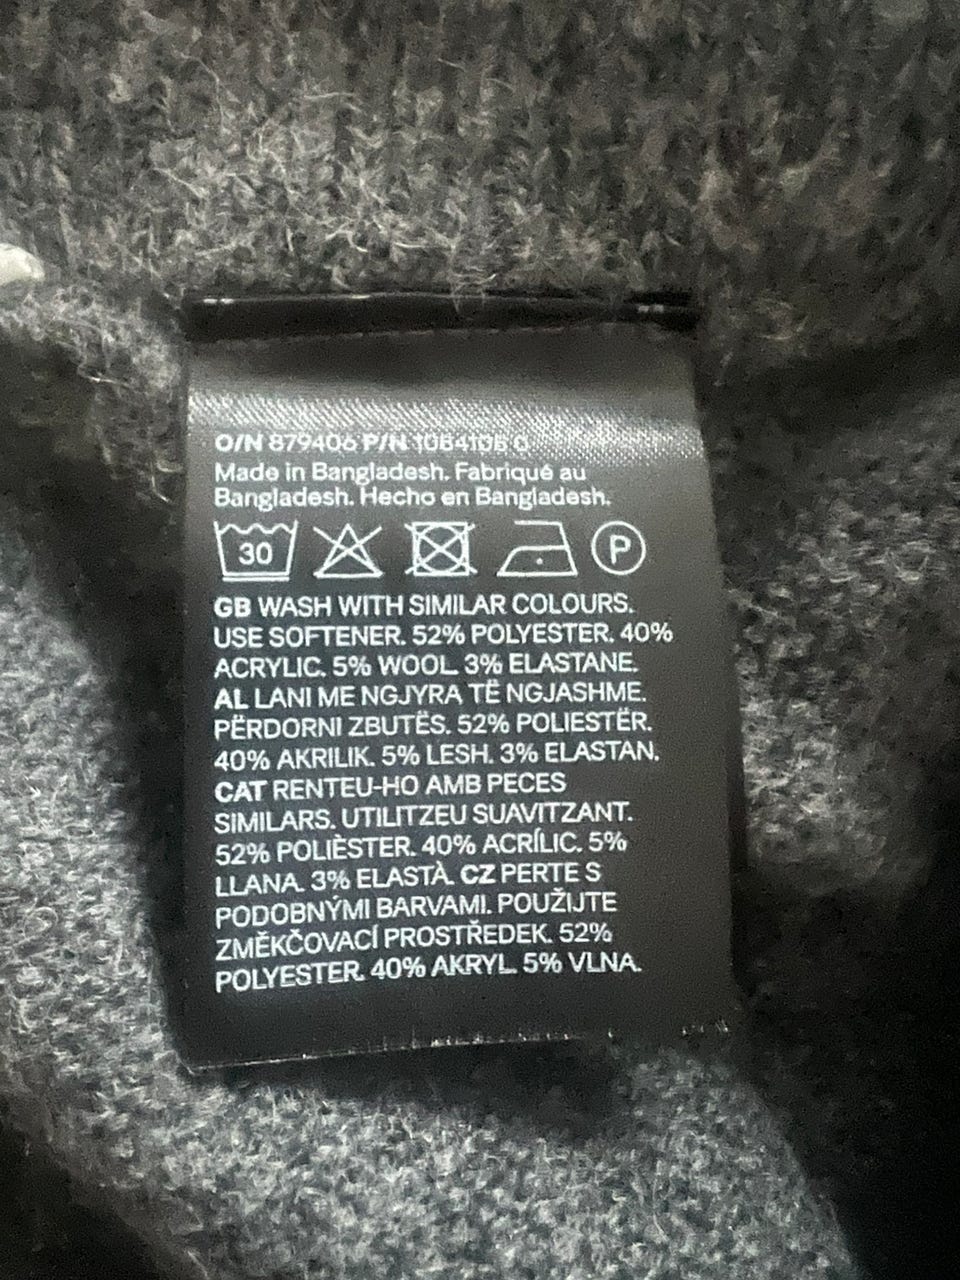 O/N 879406 P/N
Made in Bangladesh. Fabriqué au
Bangladesh. Hecho en Bangladesh.
30 P
GB WASH WITH SIMILAR COLOURS.
USE SOFTENER. 52% POLYESTER. 40%
ACRYLIC. 5% WOOL. 3% ELASTANE.
AL LANI ME NGJYRA TË NGJASHME.
PËRDORNI ZBUTËS. 52% POLIESTËR.
40% AKRILIK. 5% LESH. 3% ELASTAN.
CAT RENTEU-HO AMB PECES
SIMILARS. UTILITZEU SUAVITZANT.
52% POLIÈSTER. 40% ACRÍLIC. 5%
LLANA. 3% ELASTÀ. CZ PERTE S
PODOBNÝMI BARVAMI. POUŽIJTE
ZMĚKČOVACÍ PROSTŘEDEK. 52%
POLYESTER. 40% AKRYL. 5% VLNA.